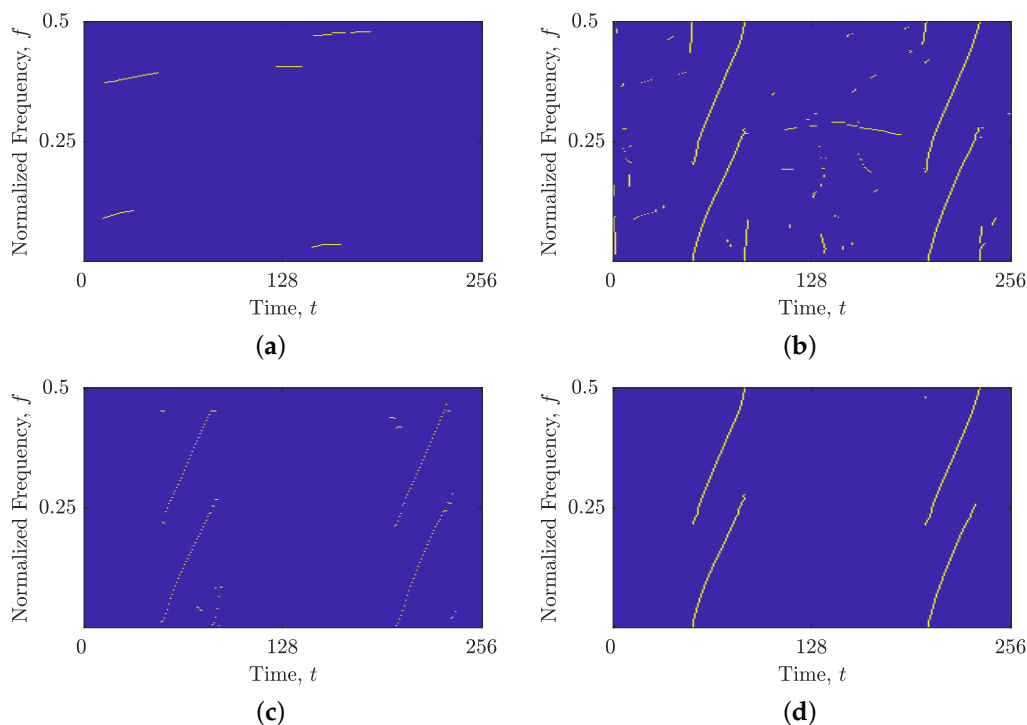 0.5
Normalized Frequency, f
0.25
0
128
256
Time, t
(a)
0.5
Normalized Frequency, f
0.25
0
128
256
Time, t
(b)
0.5
Normalized Frequency, f
0.25
0
128
256
Time, t
(c)
0.5
Normalized Frequency, f
0.25
0
128
256
Time, t
(d)